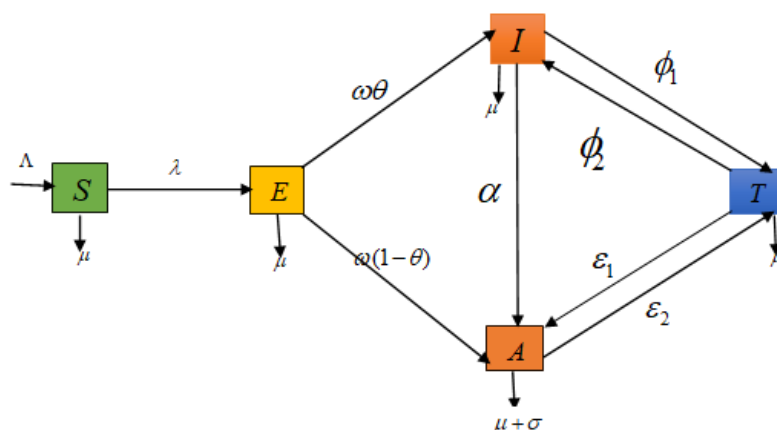 I
ϕ₁
ωθ
μ
ϕ₂
Λ
S
λ
E
α
T
μ
μ
ω(1−θ)
ε₁
μ
ε₂
A
μ+σ